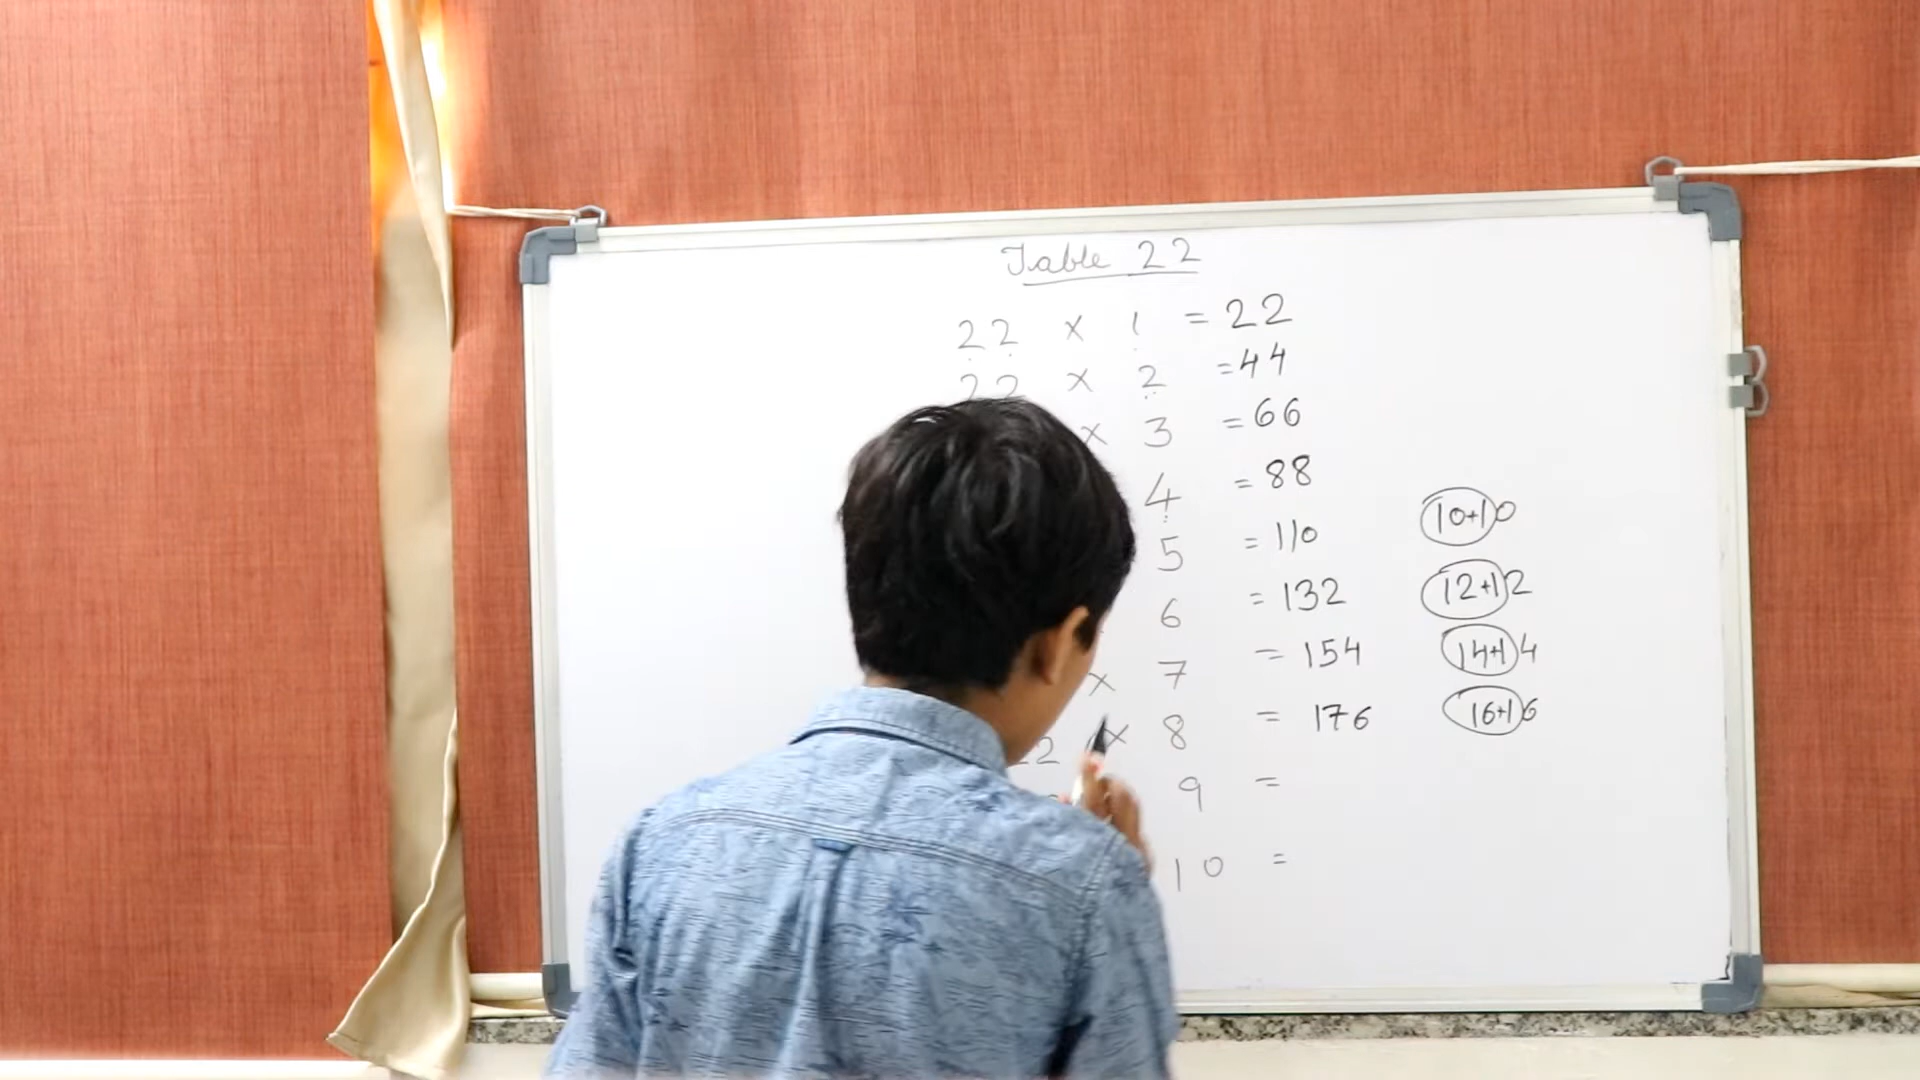 Table 22
22 x 1 = 22
22 x 2 = 44
x 3 = 66
4 = 88
5 = 110 10+10
6 = 132 12+12
x 7 = 154 14+14
2 x 8 = 176 16+16
9 =
10 =